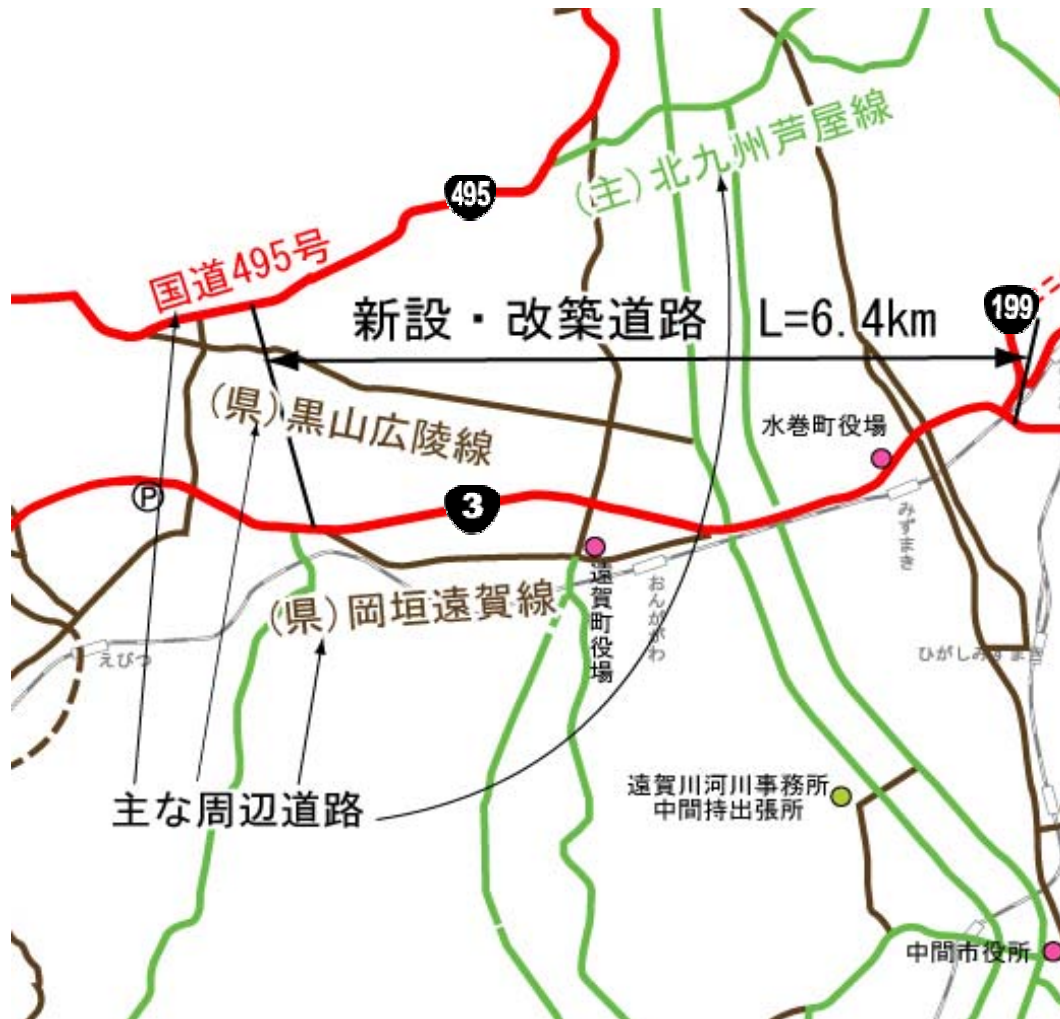 (主)北九州芦屋線
495
国道495号
新設・改築道路 L=6.4km
199
(県)黒山広陵線
水巻町役場
P
3
みずまき
(県)岡垣遠賀線
遠賀町役場
おんががわ
えびつ
ひがしみずまき
主な周辺道路
遠賀川河川事務所
中間持出張所
中間市役所